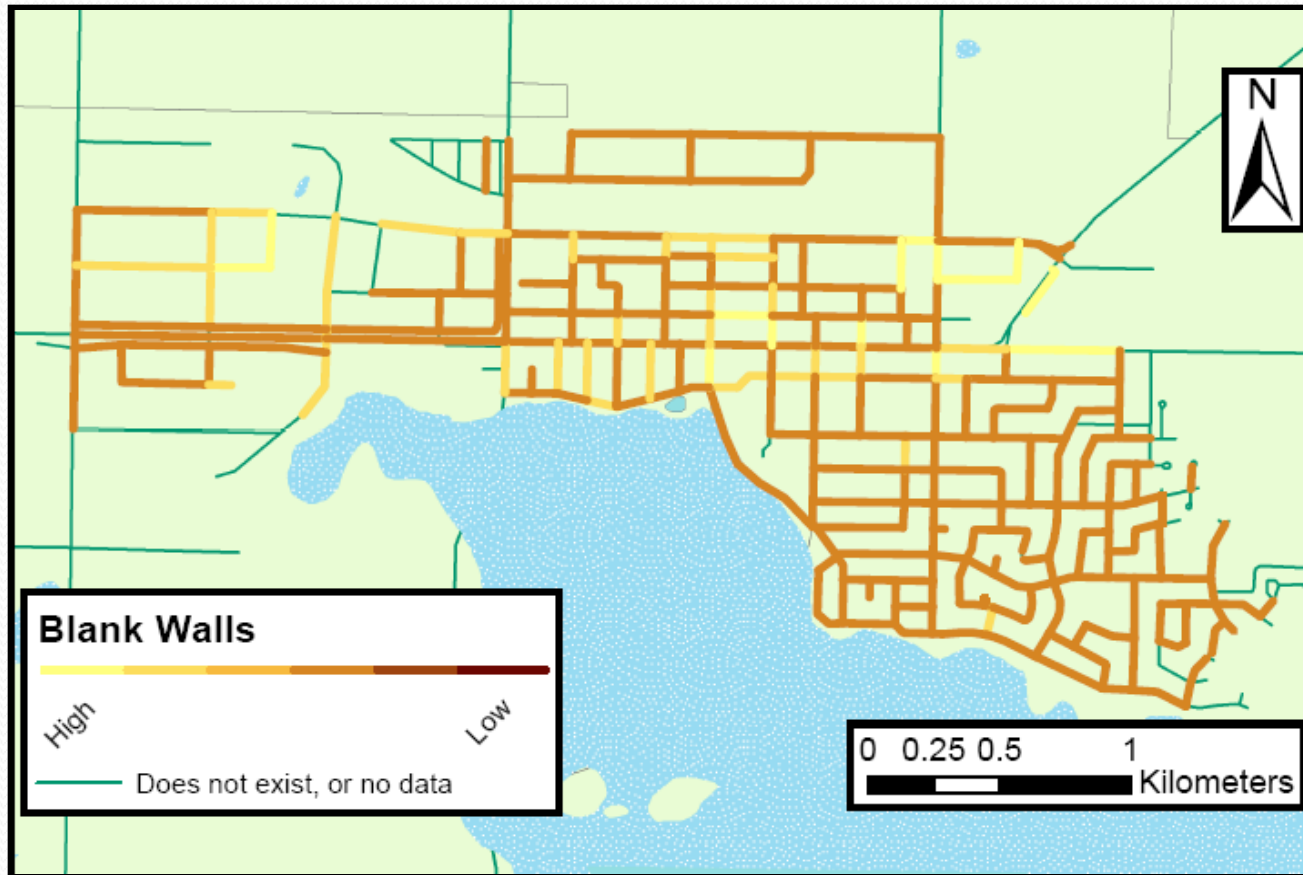 N
Blank Walls
High
Low
Does not exist, or no data
0 0.25 0.5 1
Kilometers